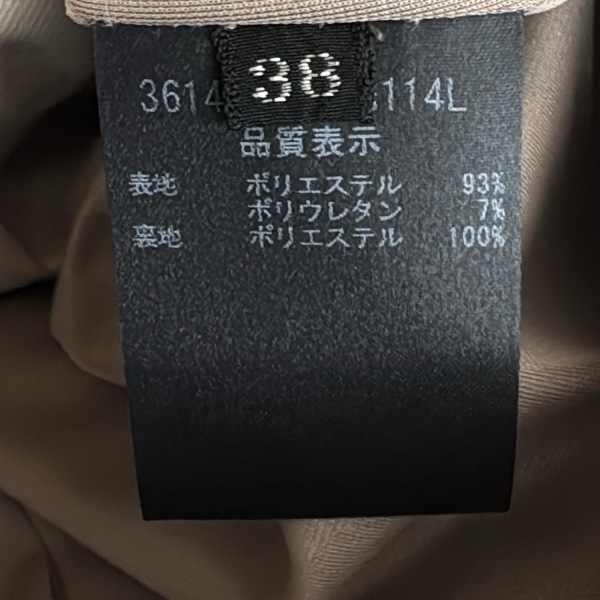 38
3614 114L
品質表示
表地 ポリエステル 93%
ポリウレタン 7%
裏地 ポリエステル 100%